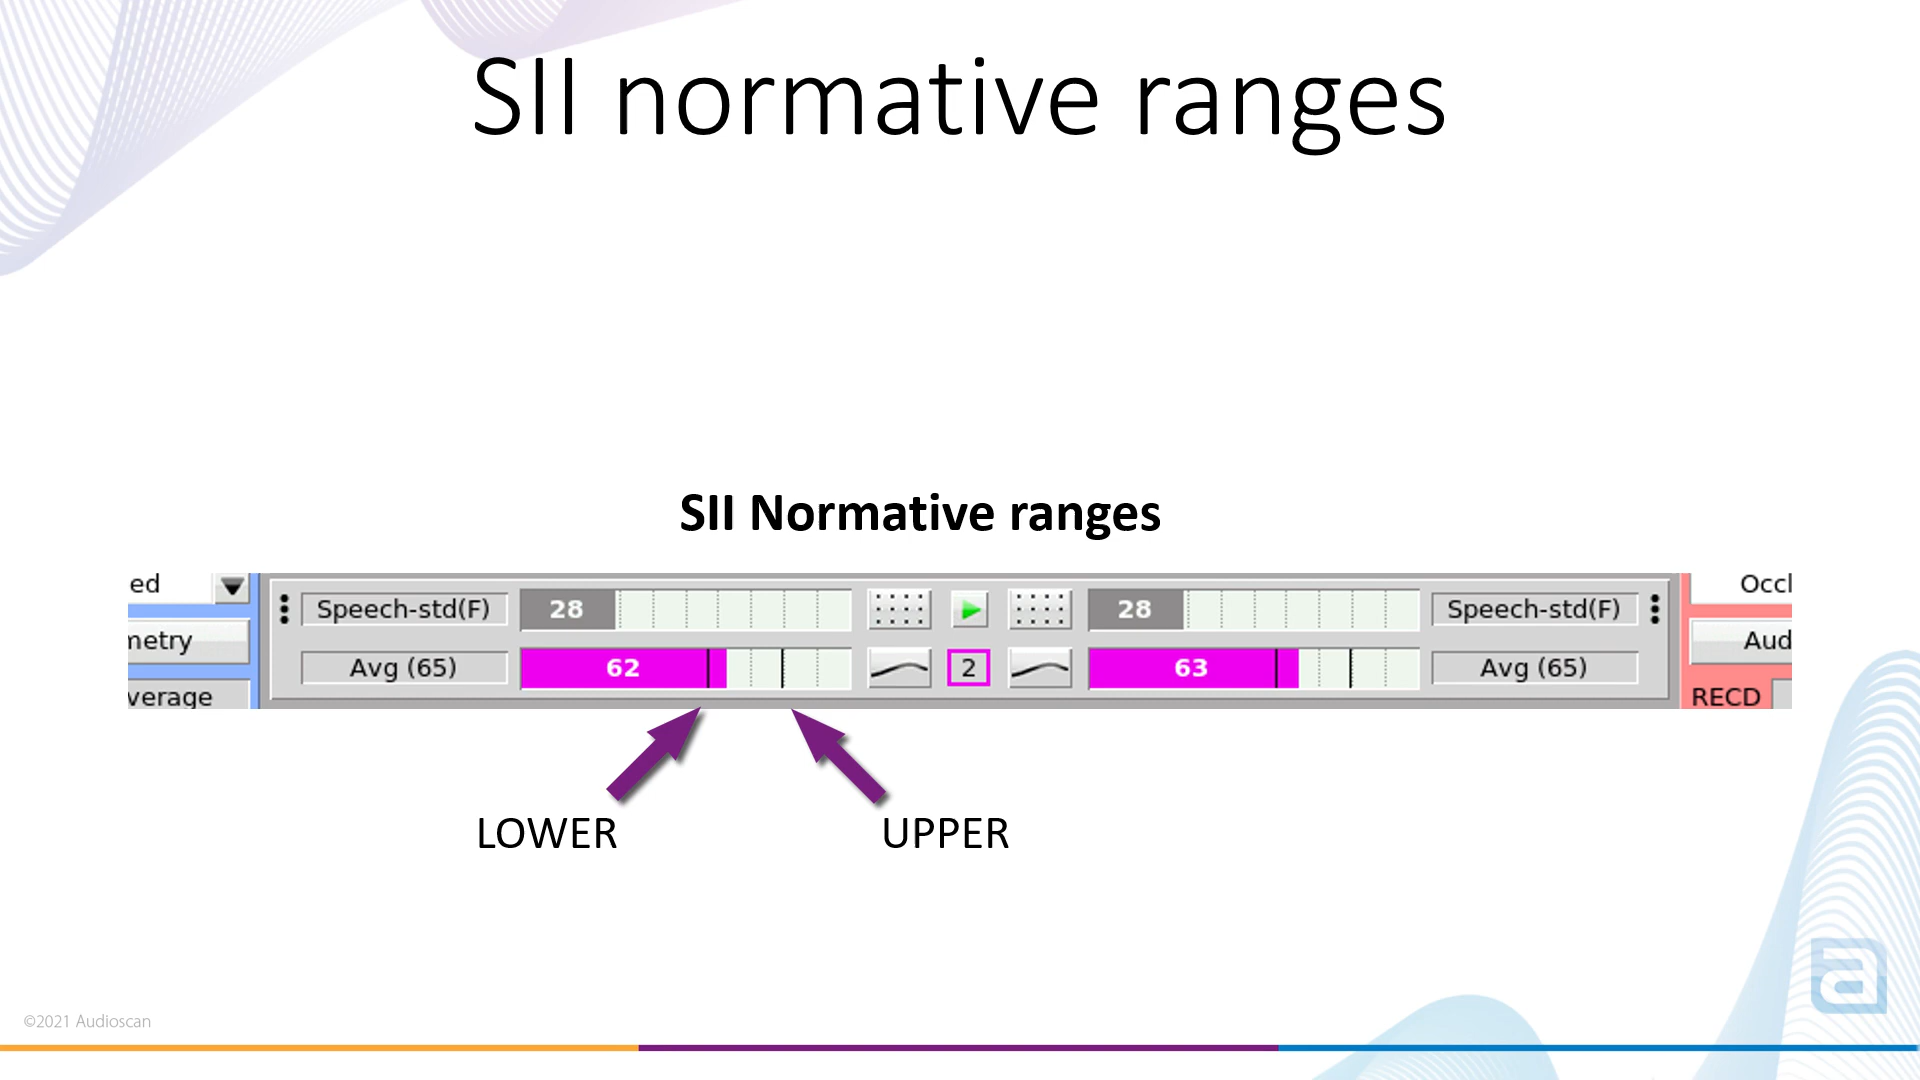 SII normative ranges
SII Normative ranges
ed
Speech-std(F) 28 28 Speech-std(F)
Occl
metry
Avg (65) 62 2 63 Avg (65)
Aud
verage
RECD
LOWER
UPPER
©2021 Audioscan
a